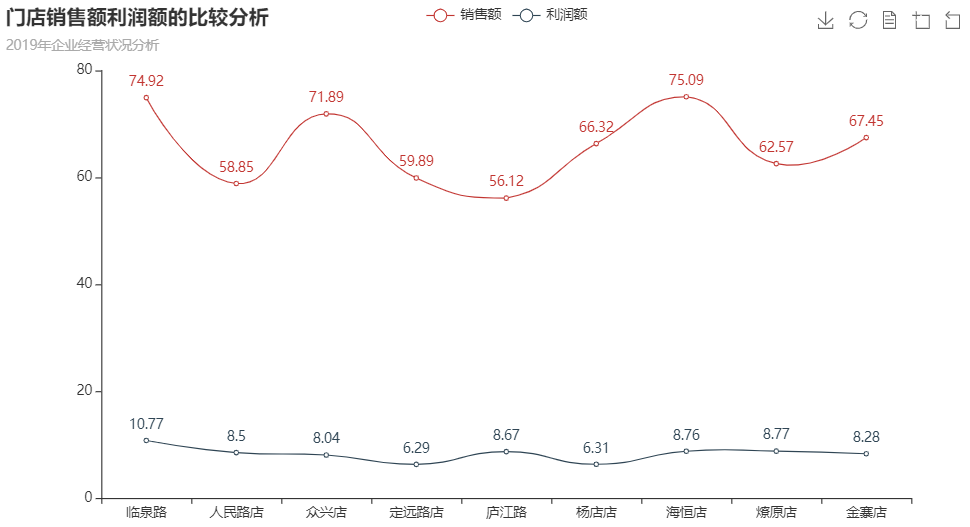 门店销售额利润额的比较分析
2019年企业经营状况分析
销售额 利润额
80
60
40
20
0
74.92 58.85 71.89 59.89 56.12 66.32 75.09 62.57 67.45
10.77 8.5 8.04 6.29 8.67 6.31 8.76 8.77 8.28
临泉路 人民路店 众兴店 定远路店 庐江路 杨店店 海恒店 燎原店 金寨店